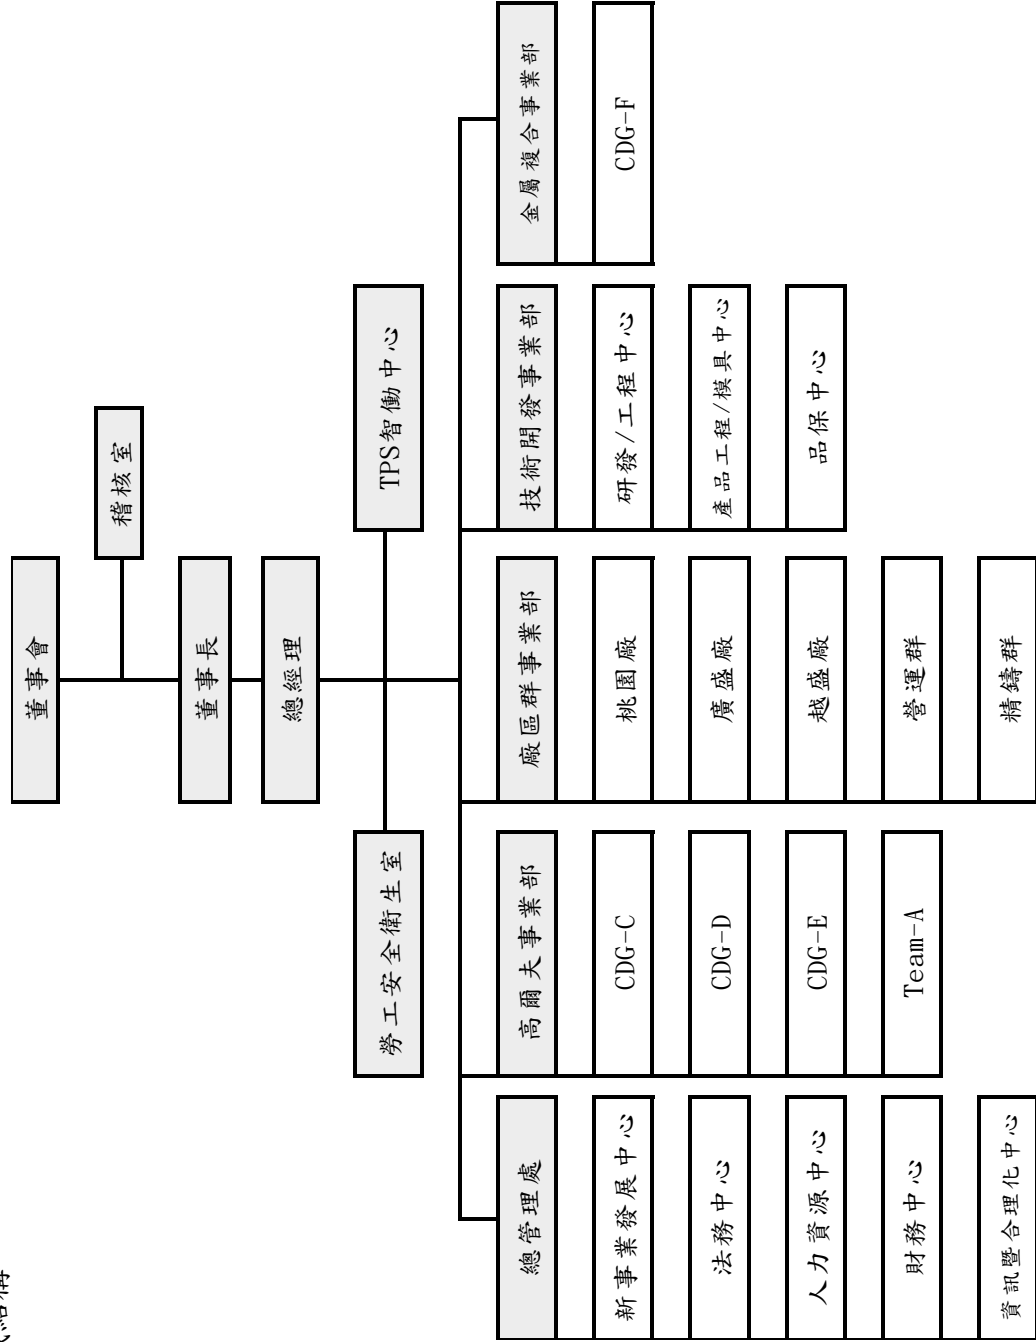 結構
董事會
稽核室
董事長
總經理
勞工安全衛生室
TPS智働中心
總管理處
新事業發展中心
法務中心
人力資源中心
財務中心
資訊暨合理化中心
高爾夫事業部
CDG-C
CDG-D
CDG-E
Team-A
廠區群事業部
桃園廠
廣盛廠
越盛廠
營運群
精鑄群
技術開發事業部
研發/工程中心
產品工程/模具中心
品保中心
金屬複合事業部
CDG-F